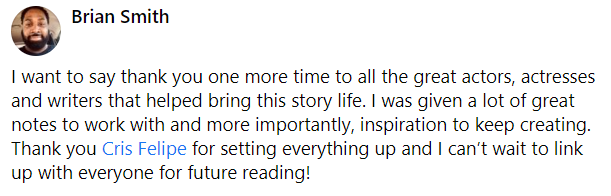 Brian Smith
I want to say thank you one more time to all the great actors, actresses
and writers that helped bring this story life. I was given a lot of great
notes to work with and more importantly, inspiration to keep creating.
Thank you Cris Felipe for setting everything up and I can't wait to link
up with everyone for future reading!